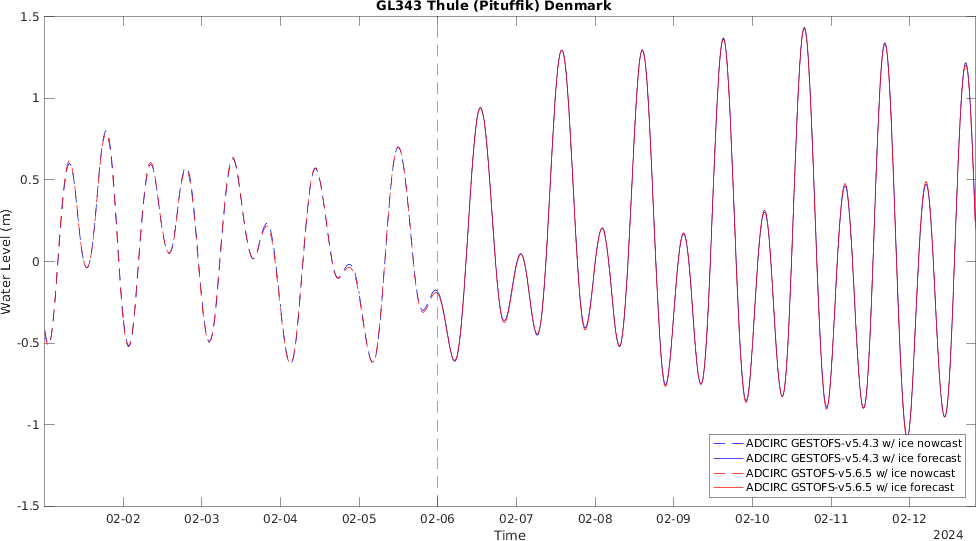 GL343 Thule (Pituffik) Denmark
1.5
1
0.5
0
-0.5
-1
-1.5
Water Level (m)
02-02 02-03 02-04 02-05 02-06 02-07 02-08 02-09 02-10 02-11 02-12
Time
2024
ADCIRC GESTOFS-v5.4.3 w/ ice nowcast
ADCIRC GESTOFS-v5.4.3 w/ ice forecast
ADCIRC GSTOFS-v5.6.5 w/ ice nowcast
ADCIRC GSTOFS-v5.6.5 w/ ice forecast